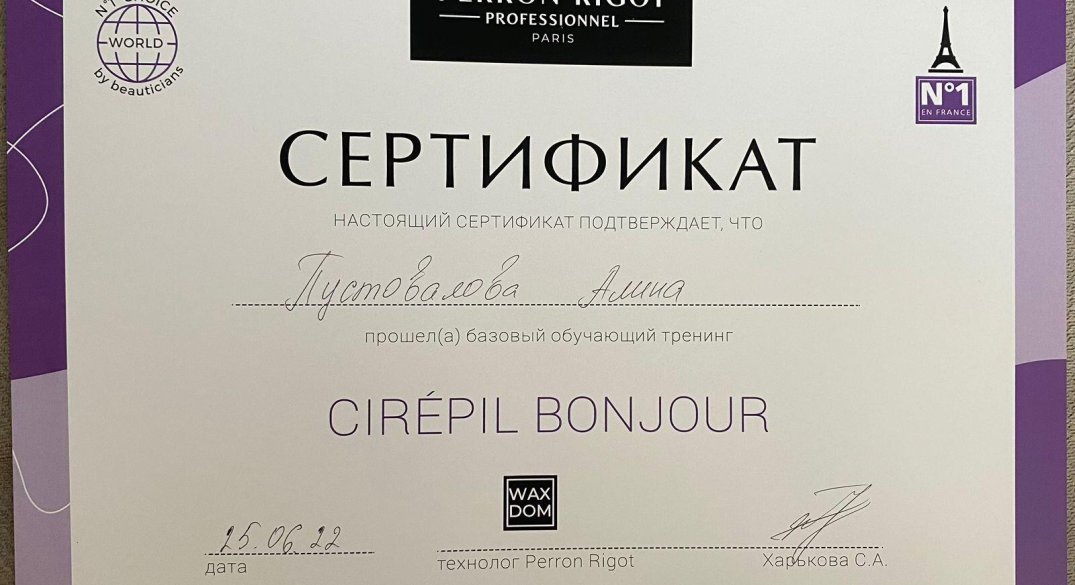 N°1 CHOICE
WORLD
by beauticians
PERRON RIGOT
PROFESSIONNEL
PARIS
N°1
EN FRANCE
СЕРТИФИКАТ
НАСТОЯЩИЙ СЕРТИФИКАТ ПОДТВЕРЖДАЕТ, ЧТО
Пустовалова Алина
прошел(а) базовый обучающий тренинг
CIRÉPIL BONJOUR
WAX
DOM
25.06.22
дата
технолог Perron Rigot
Харькова С.А.